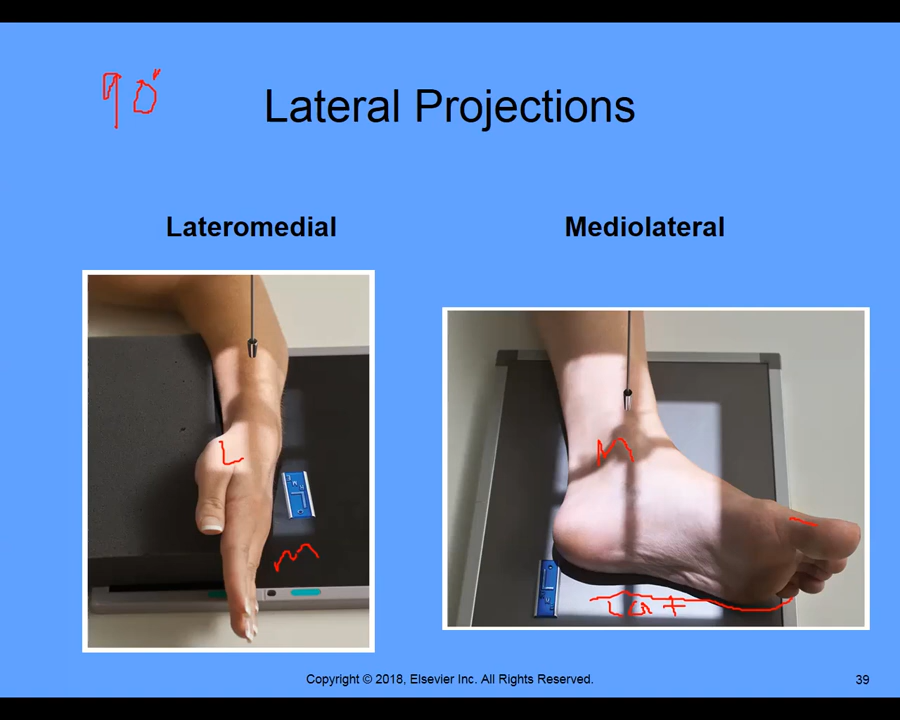 90°
Lateral Projections
Lateromedial
Mediolateral
L
m
M
Lat
Copyright © 2018, Elsevier Inc. All Rights Reserved.
39